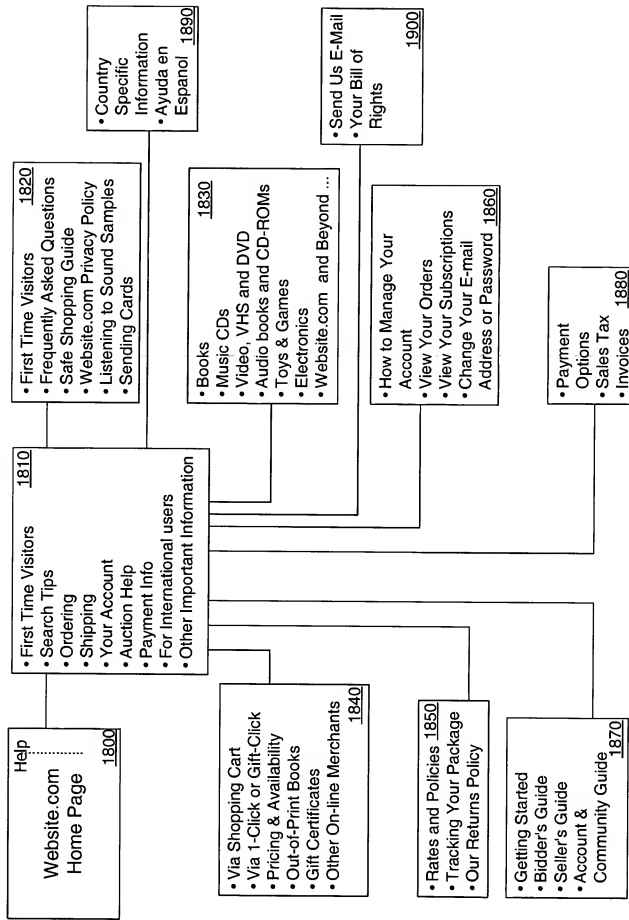 Help
Website.com
Home Page
1800
1810
• First Time Visitors
• Search Tips
• Ordering
• Shipping
• Your Account
• Auction Help
• Payment Info
• For International users
• Other Important Information
• First Time Visitors 1820
• Frequently Asked Questions
• Safe Shopping Guide
• Website.com Privacy Policy
• Listening to Sound Samples
• Sending Cards
• Country
Specific
Information
• Ayuda en
Espanol 1890
• Books 1830
• Music CDs
• Video, VHS and DVD
• Audio books and CD-ROMs
• Toys & Games
• Electronics
• Website.com and Beyond ...
• Send Us E-Mail
• Your Bill of
Rights 1900
• Via Shopping Cart
• Via 1-Click or Gift-Click
• Pricing & Availability
• Out-of-Print Books
• Gift Certificates
• Other On-line Merchants
1840
• How to Manage Your
Account
• View Your Orders
• View Your Subscriptions
• Change Your E-mail
Address or Password 1860
• Rates and Policies 1850
• Tracking Your Package
• Our Returns Policy
• Getting Started
• Bidder's Guide
• Seller's Guide
• Account &
Community Guide
1870
• Payment
Options
• Sales Tax
• Invoices 1880